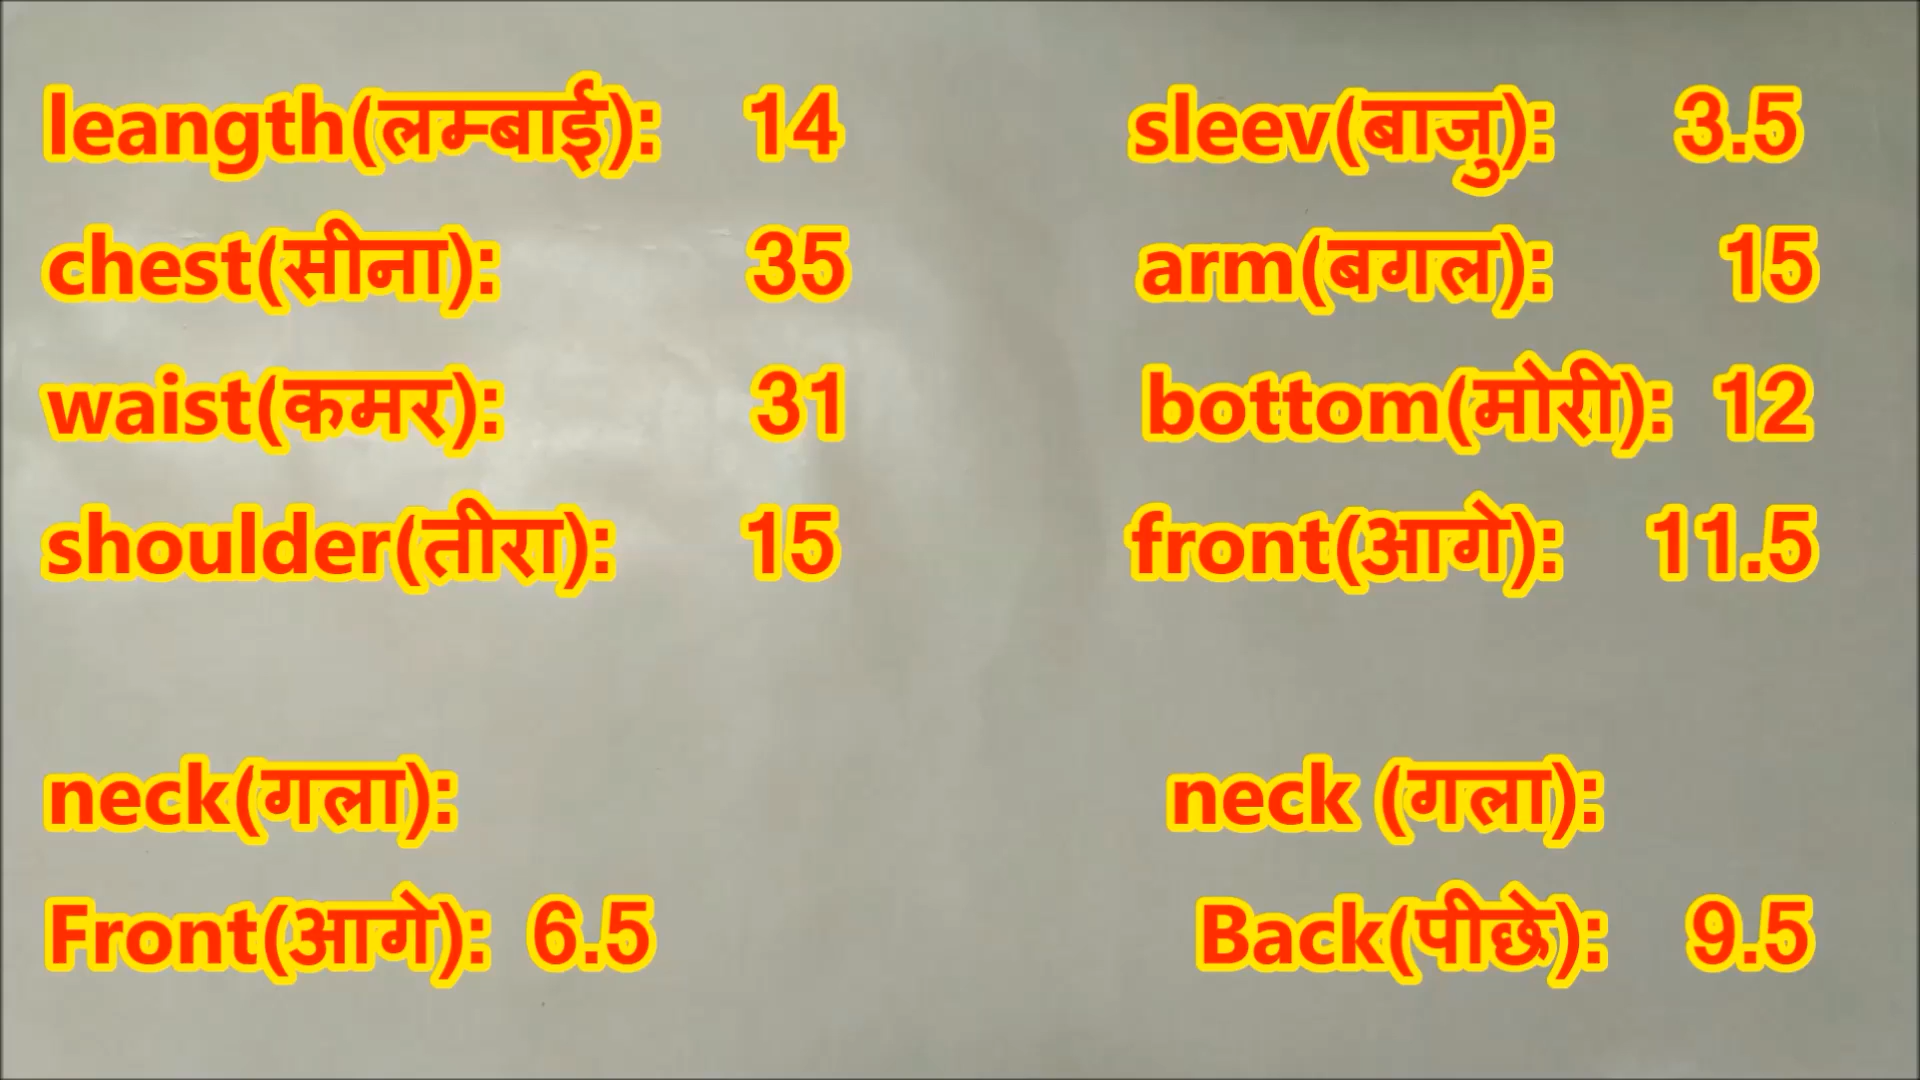 leangth(लम्बाई): 14
sleev(बाजु): 3.5
chest(सीना): 35
arm(बगल): 15
waist(कमर): 31
bottom(मोरी): 12
shoulder(तीरा): 15
front(आगे): 11.5
neck(गला):
neck (गला):
Front(आगे): 6.5
Back(पीछे): 9.5